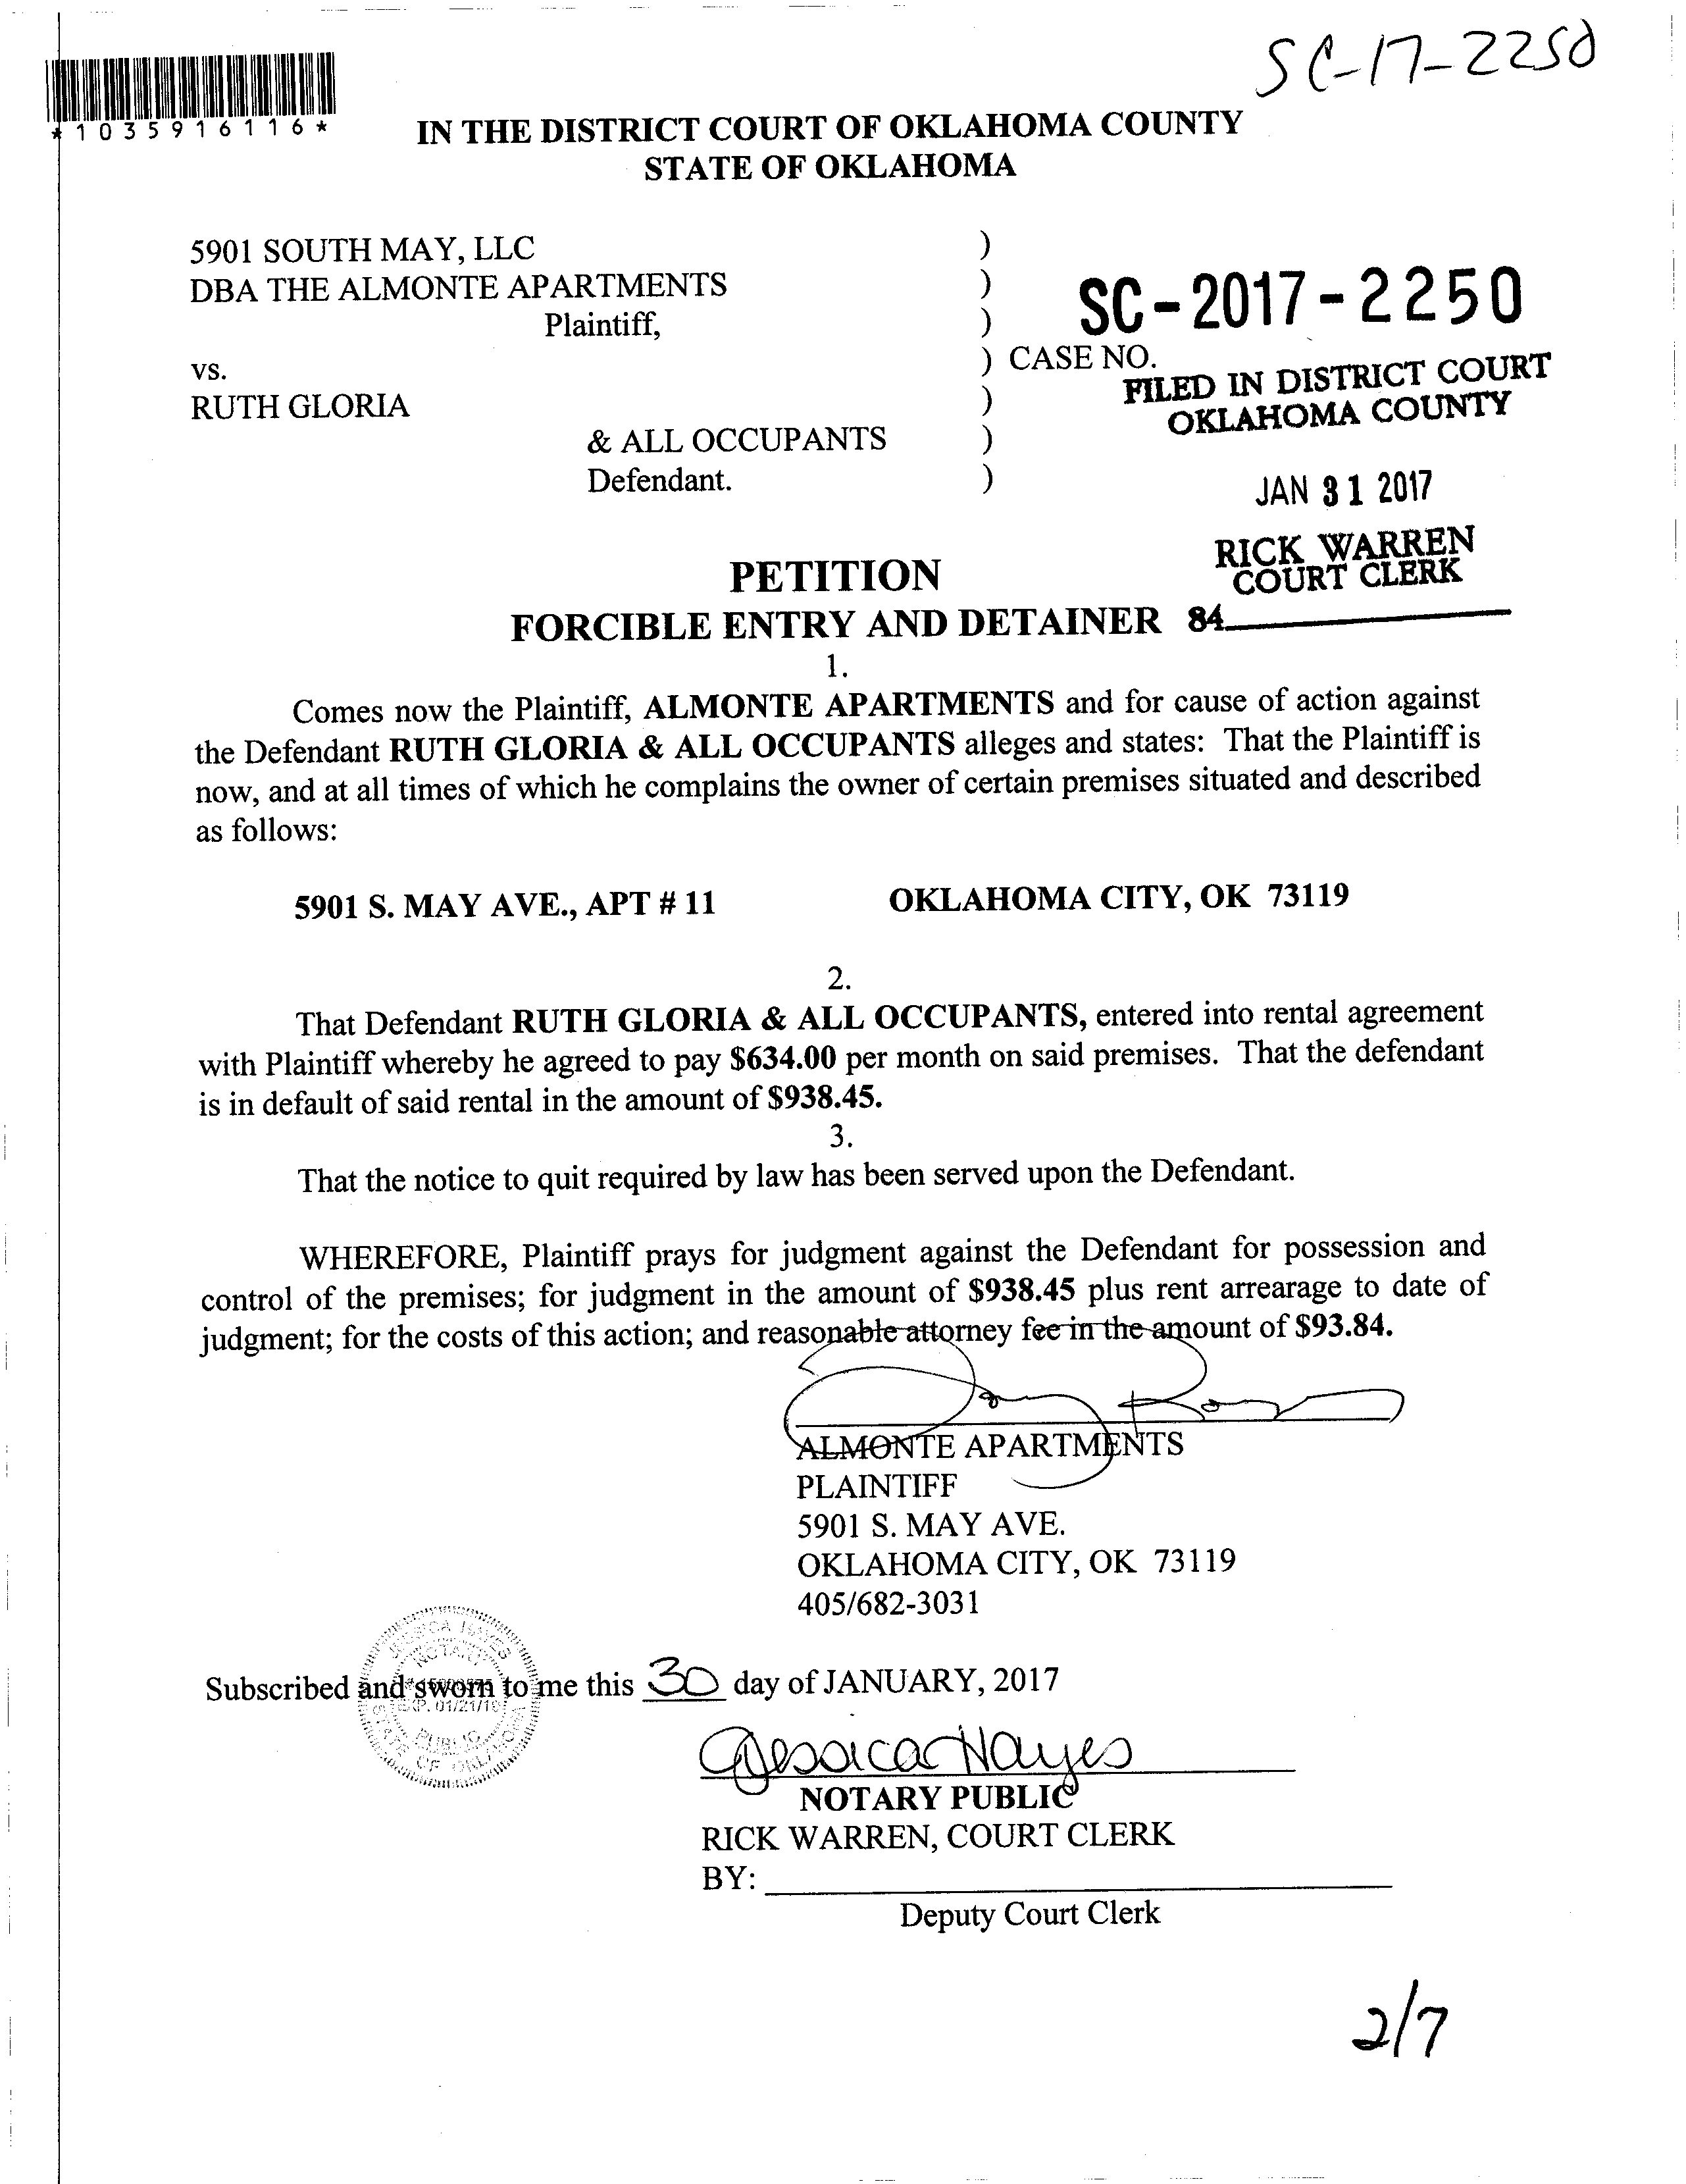 SC-17-2250
*1035916116*
IN THE DISTRICT COURT OF OKLAHOMA COUNTY
STATE OF OKLAHOMA
5901 SOUTH MAY, LLC )
DBA THE ALMONTE APARTMENTS )
Plaintiff, )
SC-2017-2250
vs. ) CASE NO.
RUTH GLORIA )
& ALL OCCUPANTS )
Defendant. )
FILED IN DISTRICT COURT
OKLAHOMA COUNTY
JAN 31 2017
RICK WARREN
COURT CLERK
84
PETITION
FORCIBLE ENTRY AND DETAINER
1.
Comes now the Plaintiff, ALMONTE APARTMENTS and for cause of action against
the Defendant RUTH GLORIA & ALL OCCUPANTS alleges and states: That the Plaintiff is
now, and at all times of which he complains the owner of certain premises situated and described
as follows:
5901 S. MAY AVE., APT # 11 OKLAHOMA CITY, OK 73119
2.
That Defendant RUTH GLORIA & ALL OCCUPANTS, entered into rental agreement
with Plaintiff whereby he agreed to pay $634.00 per month on said premises. That the defendant
is in default of said rental in the amount of $938.45.
3.
That the notice to quit required by law has been served upon the Defendant.
WHEREFORE, Plaintiff prays for judgment against the Defendant for possession and
control of the premises; for judgment in the amount of $938.45 plus rent arrearage to date of
judgment; for the costs of this action; and reasonable attorney fee in the amount of $93.84.
ALMONTE APARTMENTS
PLAINTIFF
5901 S. MAY AVE.
OKLAHOMA CITY, OK 73119
405/682-3031
JESSICA HAYES
NOTARY
PUBLIC
STATE OF OKLAHOMA
Subscribed and sworn to me this 30 day of JANUARY, 2017
Jessica Hayes
NOTARY PUBLIC
RICK WARREN, COURT CLERK
BY:
Deputy Court Clerk
2/7